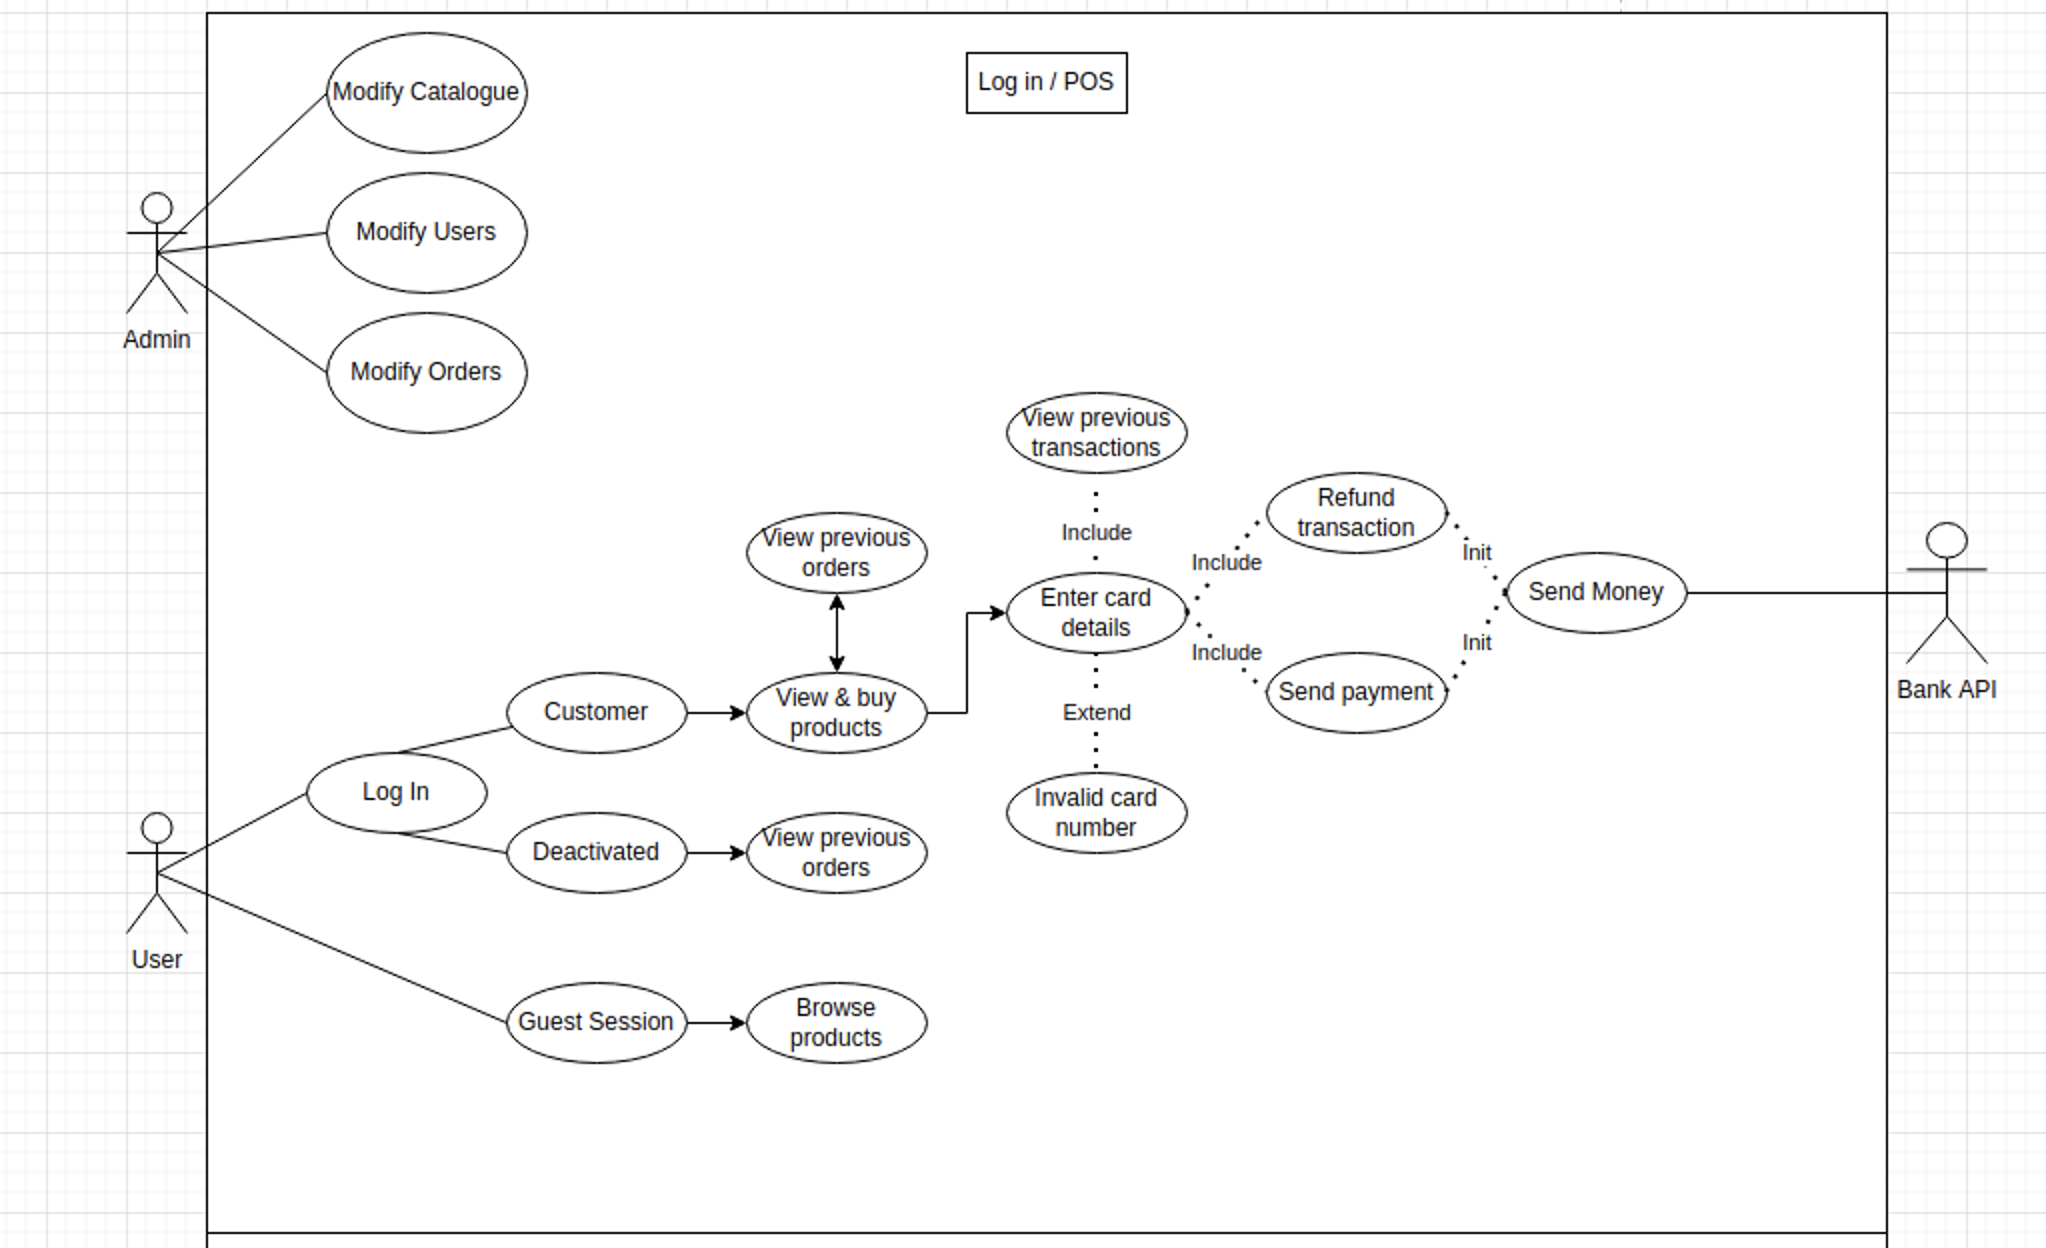 Log in / POS
Modify Catalogue
Modify Users
Admin
Modify Orders
View previous
transactions
Include
Refund
transaction
Include
Init
View previous
orders
Enter card
details
Send Money
Include
Init
Send payment
Bank API
Customer
View & buy
products
Extend
Log In
Invalid card
number
Deactivated
View previous
orders
User
Guest Session
Browse
products